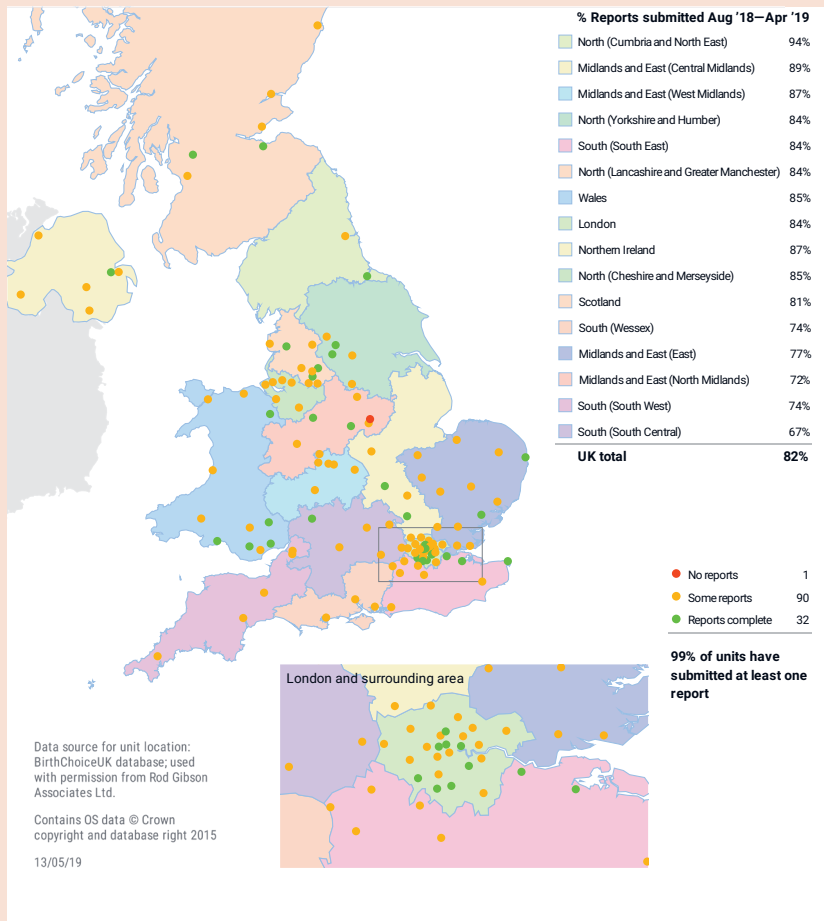 % Reports submitted Aug '18—Apr '19
North (Cumbria and North East) 94%
Midlands and East (Central Midlands) 89%
Midlands and East (West Midlands) 87%
North (Yorkshire and Humber) 84%
South (South East) 84%
North (Lancashire and Greater Manchester) 84%
Wales 85%
London 84%
Northern Ireland 87%
North (Cheshire and Merseyside) 85%
Scotland 81%
South (Wessex) 74%
Midlands and East (East) 77%
Midlands and East (North Midlands) 72%
South (South West) 74%
South (South Central) 67%
UK total 82%
No reports 1
Some reports 90
Reports complete 32
99% of units have
submitted at least one
report
London and surrounding area
Data source for unit location:
BirthChoiceUK database; used
with permission from Rod Gibson
Associates Ltd.
Contains OS data © Crown
copyright and database right 2015
13/05/19